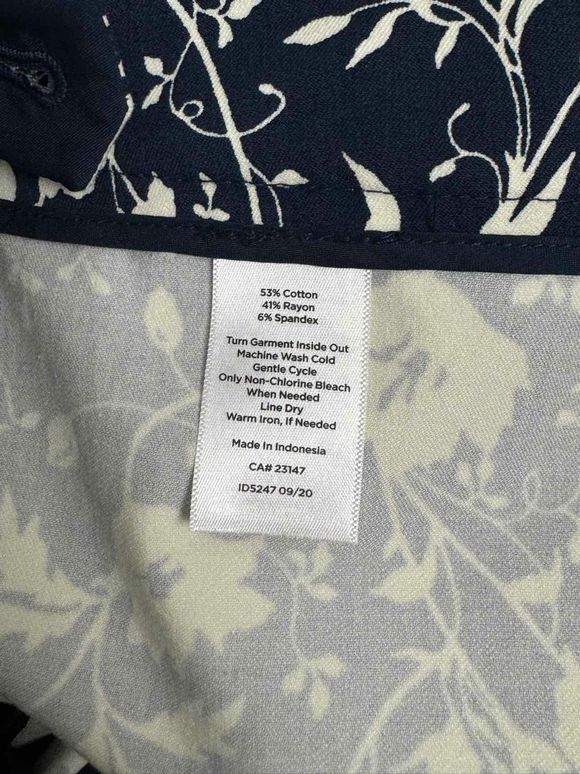 53% Cotton
41% Rayon
6% Spandex
Turn Garment Inside Out
Machine Wash Cold
Gentle Cycle
Only Non-Chlorine Bleach
When Needed
Line Dry
Warm Iron, If Needed
Made In Indonesia
CA# 23147
ID5247 09/20